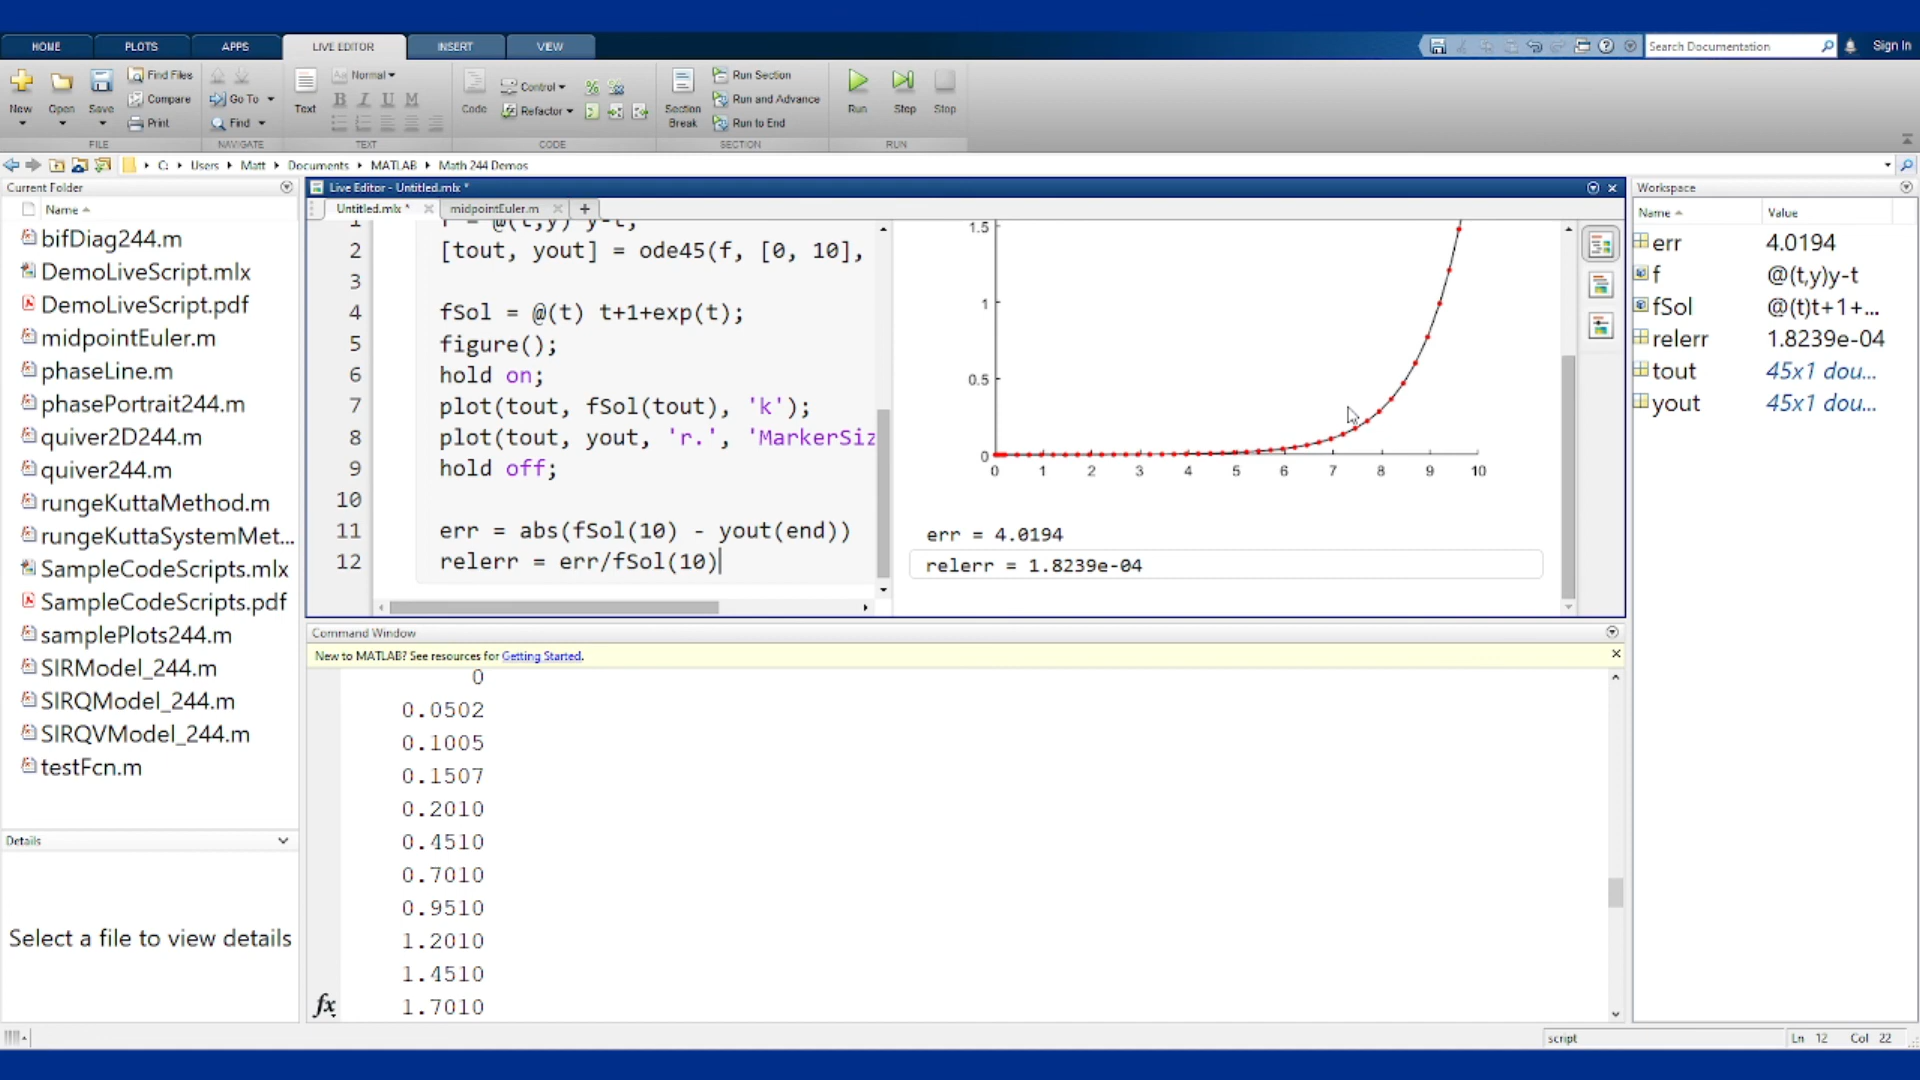 HOME PLOTS APPS LIVE EDITOR INSERT VIEW Search Documentation Sign In
New Open Save Find Files Compare Print Go To Find Text Normal B I U M Code Control Refactor Section Break Run Section Run and Advance Run to End Run Step Stop
FILE NAVIGATE TEXT CODE SECTION RUN
C: Users Matt Documents MATLAB Math 244 Demos
Current Folder
Name
bifDiag244.m
DemoLiveScript.mlx
DemoLiveScript.pdf
midpointEuler.m
phaseLine.m
phasePortrait244.m
quiver2D244.m
quiver244.m
rungeKuttaMethod.m
rungeKuttaSystemMet...
SampleCodeScripts.mlx
SampleCodeScripts.pdf
samplePlots244.m
SIRModel_244.m
SIRQModel_244.m
SIRQVModel_244.m
testFcn.m
Details
Select a file to view details
Live Editor - Untitled.mlx *
Untitled.mlx * midpointEuler.m
1 f = @(t,y) y-t;
2 [tout, yout] = ode45(f, [0, 10],
3
4 fSol = @(t) t+1+exp(t);
5 figure();
6 hold on;
7 plot(tout, fSol(tout), 'k');
8 plot(tout, yout, 'r.', 'MarkerSiz
9 hold off;
10
11 err = abs(fSol(10) - yout(end))
12 relerr = err/fSol(10)
1.5
1
0.5
0
0 1 2 3 4 5 6 7 8 9 10
err = 4.0194
relerr = 1.8239e-04
Command Window
New to MATLAB? See resources for Getting Started.
0
0.0502
0.1005
0.1507
0.2010
0.4510
0.7010
0.9510
1.2010
1.4510
1.7010
fx
Workspace
Name Value
err 4.0194
f @(t,y)y-t
fSol @(t)t+1+...
relerr 1.8239e-04
tout 45x1 dou...
yout 45x1 dou...
script Ln 12 Col 22